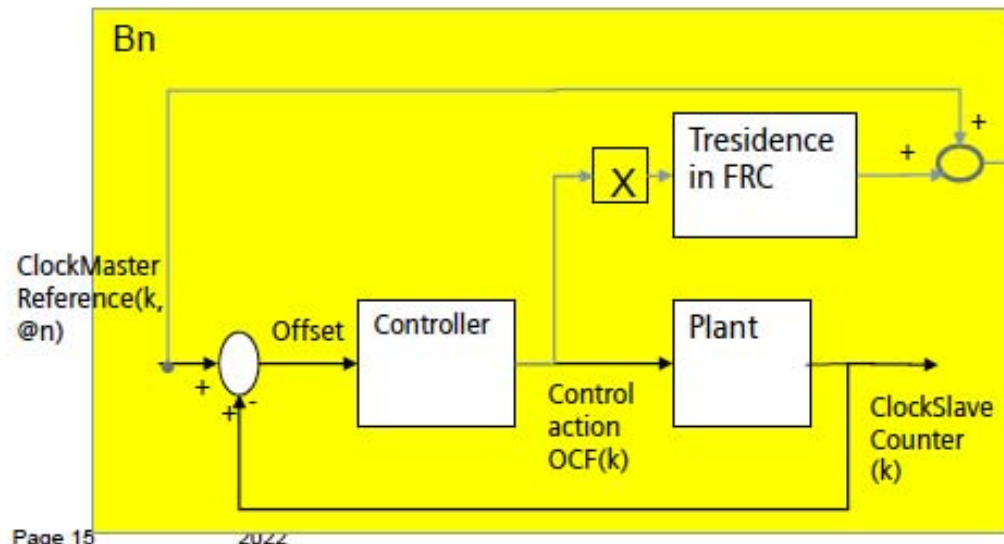 Bn
Tresidence
in FRC
X
+
+
ClockMaster
Reference(k,
@n)
Offset
Controller
Plant
+
+
-
Control
action
OCF(k)
ClockSlave
Counter
(k)
Page 15
2022